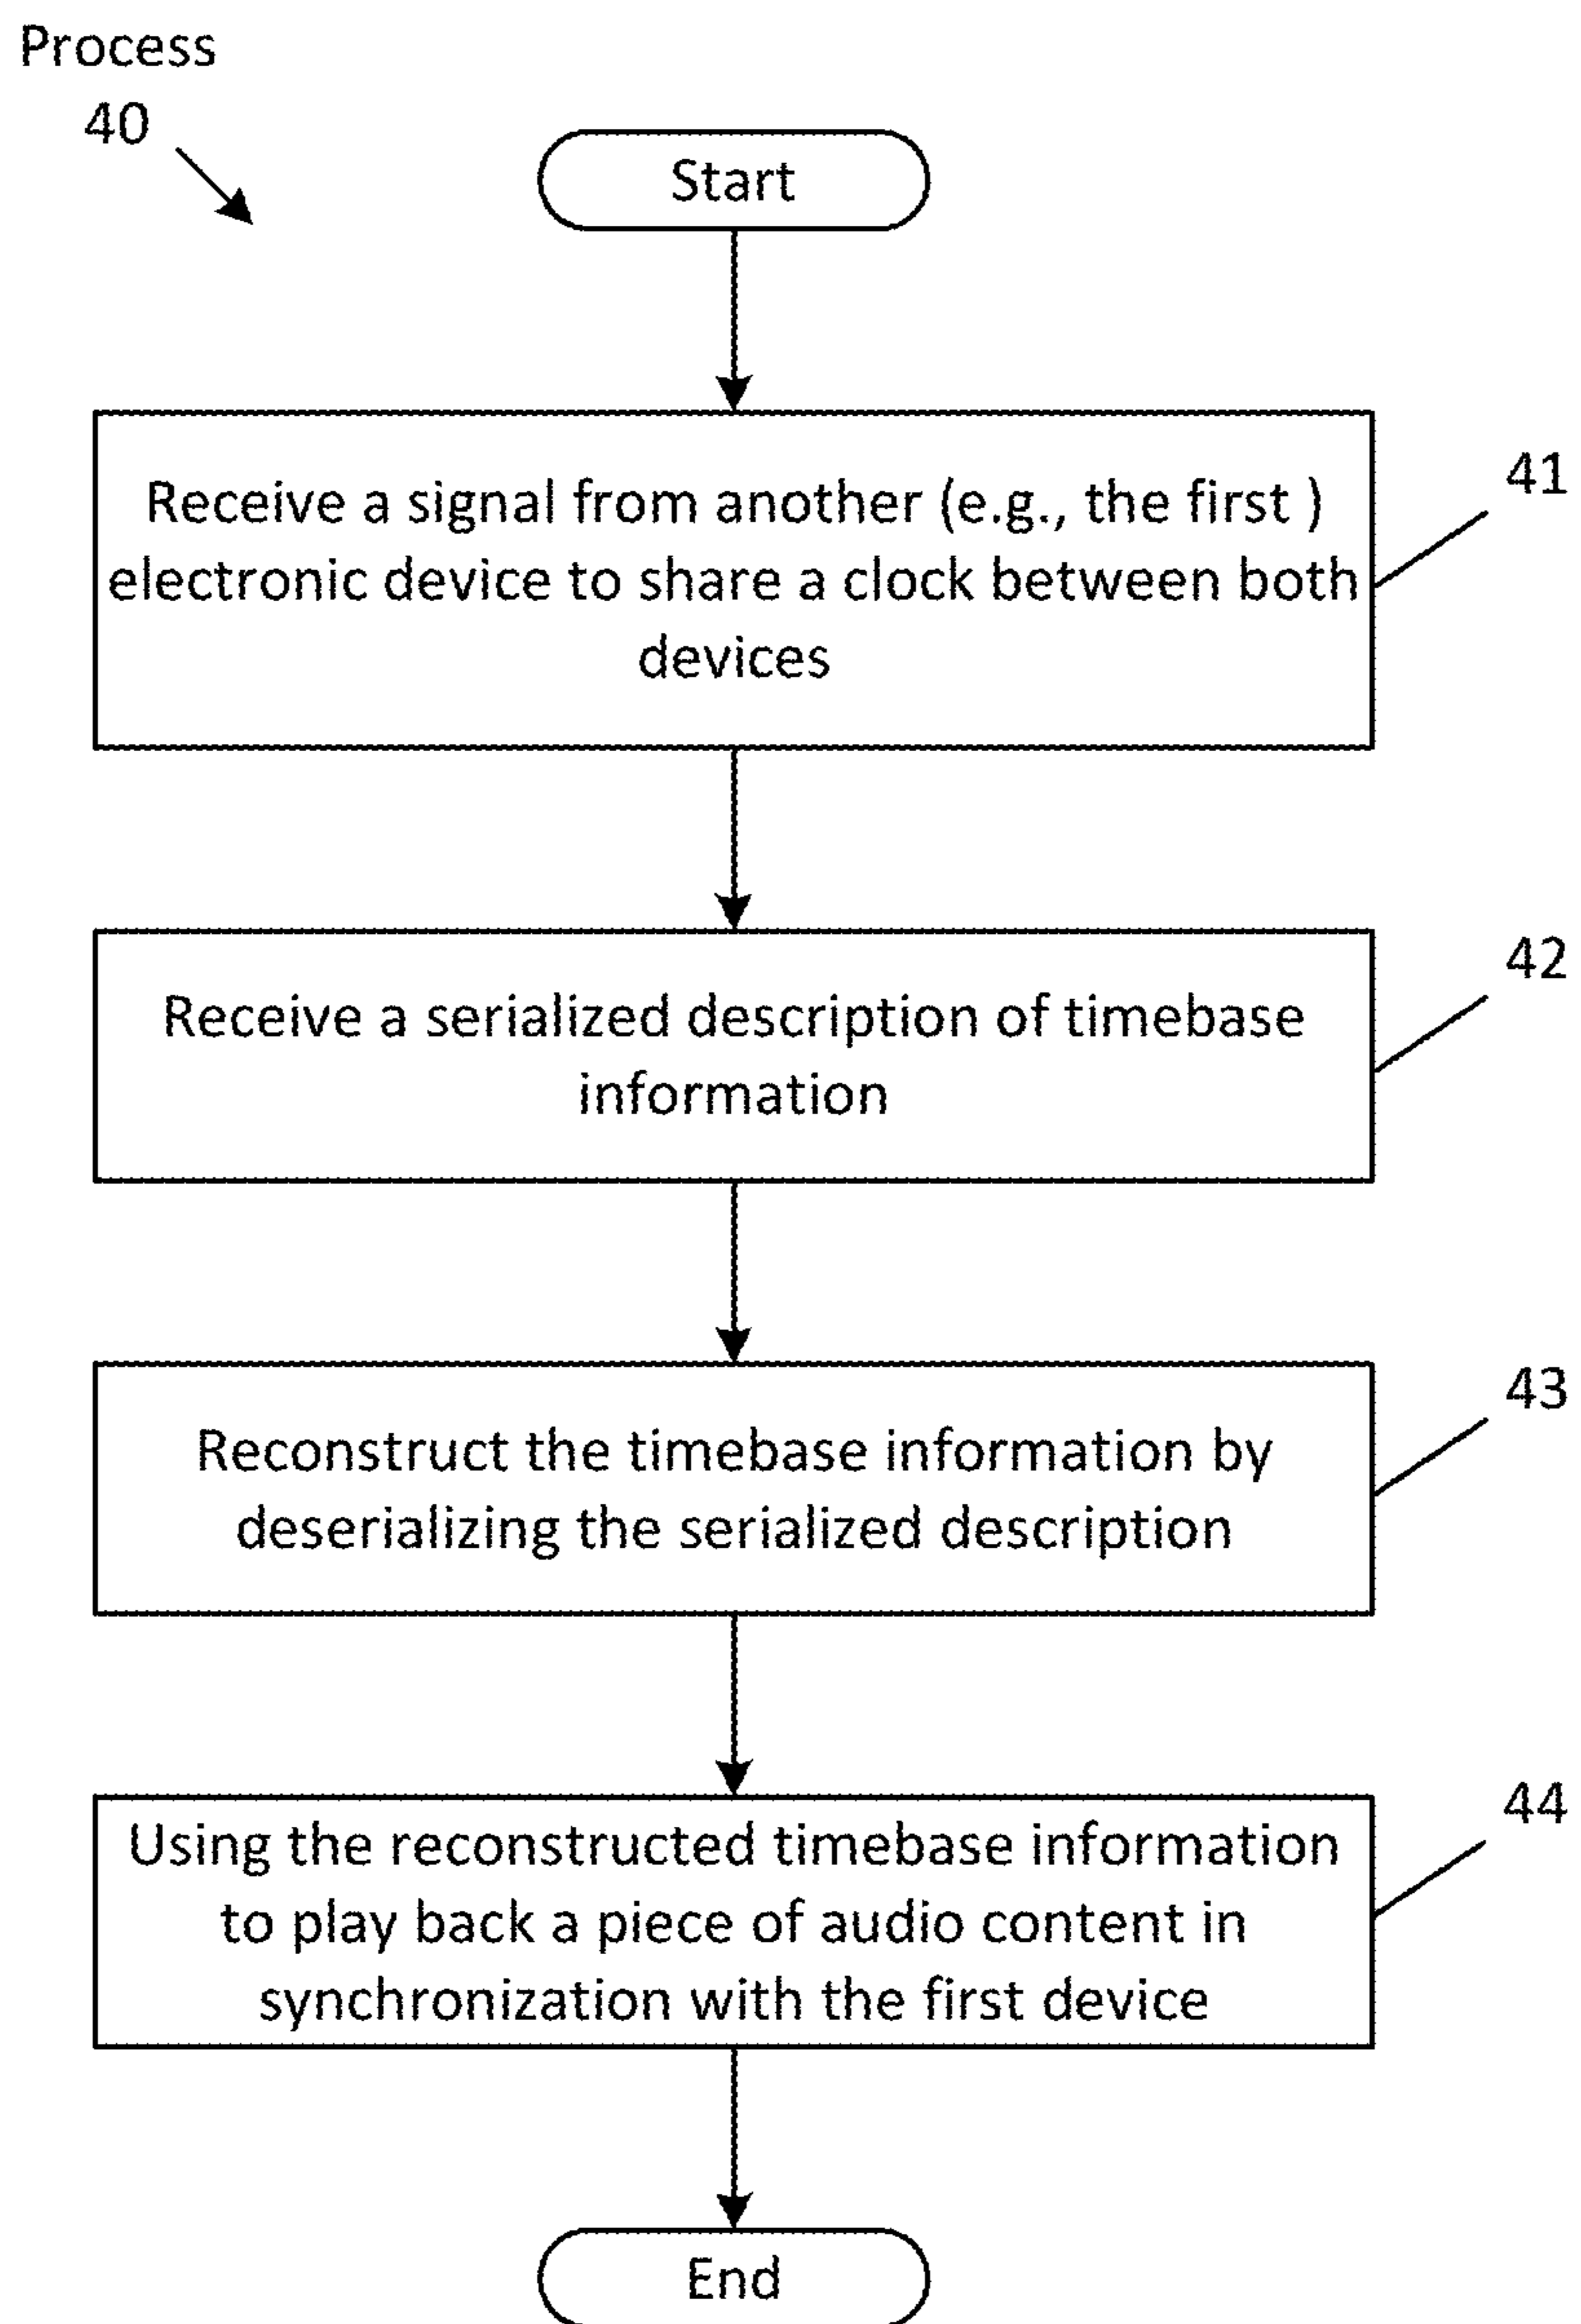 Process
40
Start
Receive a signal from another (e.g., the first )
electronic device to share a clock between both
devices
41
Receive a serialized description of timebase
information
42
Reconstruct the timebase information by
deserializing the serialized description
43
Using the reconstructed timebase information
to play back a piece of audio content in
synchronization with the first device
44
End